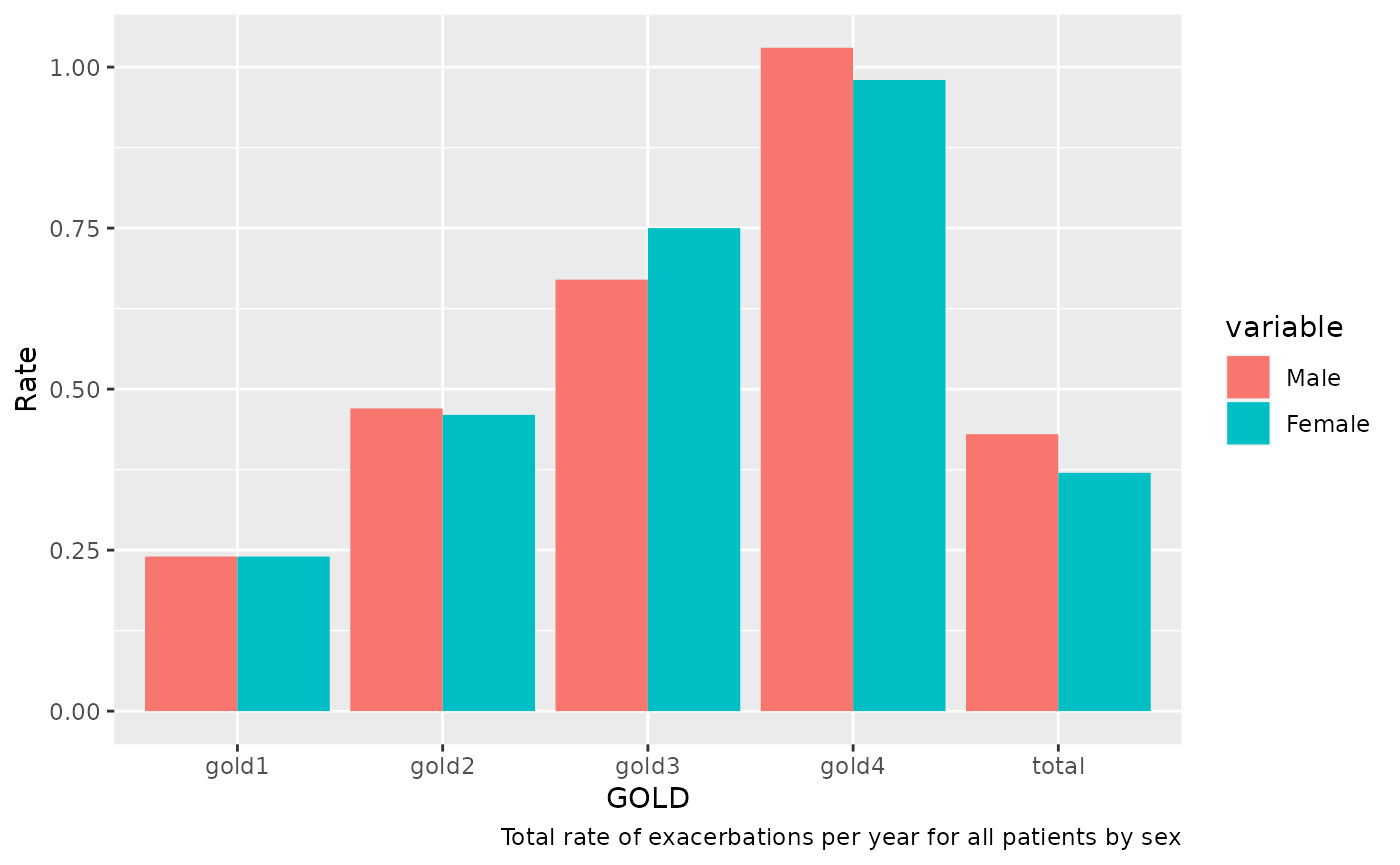 1.00
0.75
0.50
0.25
0.00
Rate
gold1 gold2 gold3 gold4 total
GOLD
Total rate of exacerbations per year for all patients by sex
variable
Male
Female